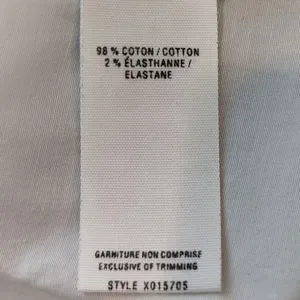 98 % COTON / COTTON
2 % ÉLASTHANNE /
ELASTANE
GARNITURE NON COMPRISE
EXCLUSIVE OF TRIMMING
STYLE X015705